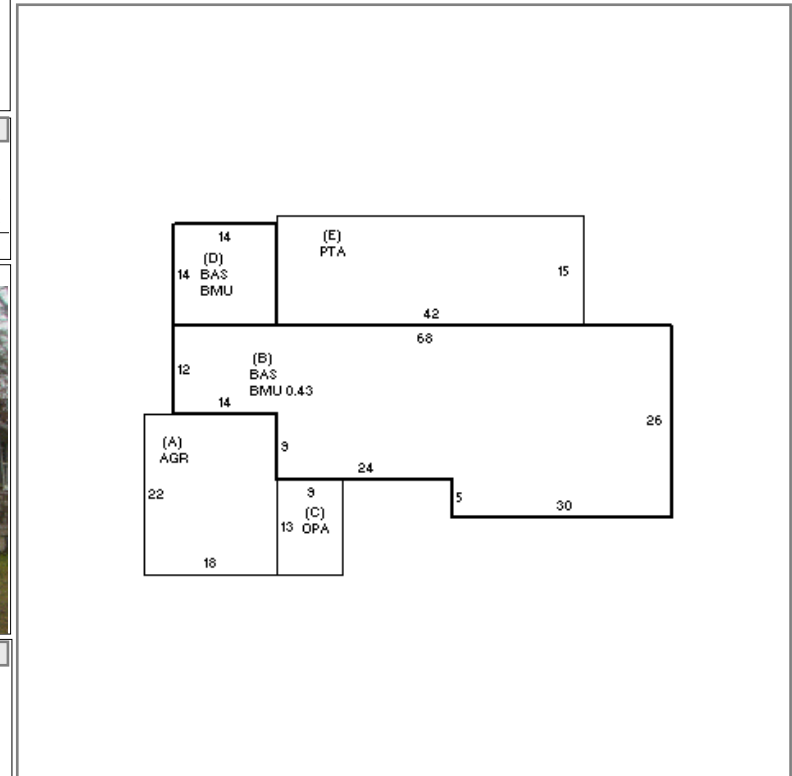 14
(D)
14 BAS
BMU
(E)
PTA
15
42
68
12
(B)
BAS
BMU 0.43
14
26
(A)
AGR
9
24
22
9
5
30
(C)
13 OPA
18